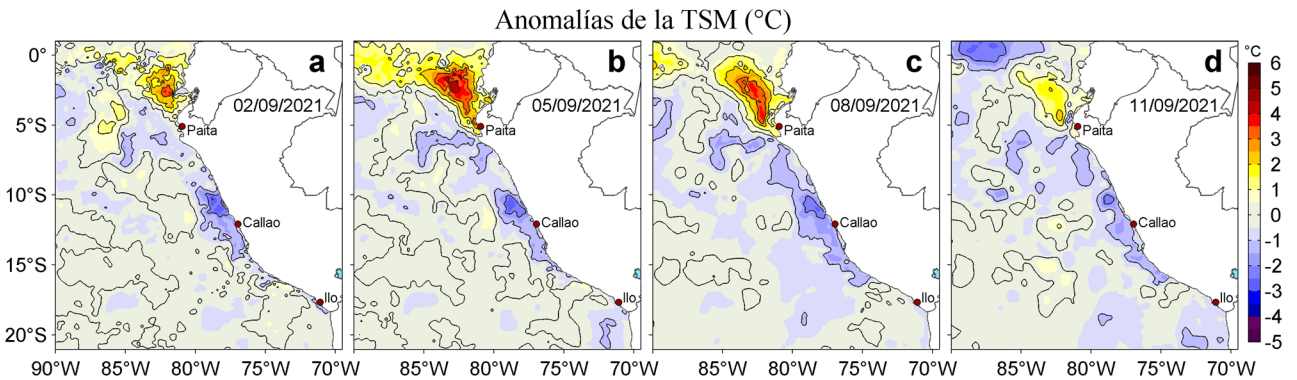 Anomalías de la TSM (°C)
0°
5°S
10°S
15°S
20°S
a
02/09/2021
Paita
Callao
Ilo
90°W
85°W
80°W
75°W
70°W
b
05/09/2021
Paita
Callao
Ilo
85°W
80°W
75°W
70°W
c
08/09/2021
Paita
Callao
Ilo
85°W
80°W
75°W
70°W
d
11/09/2021
Paita
Callao
Ilo
85°W
80°W
75°W
70°W
°C
6
5
4
3
2
1
0
-1
-2
-3
-4
-5